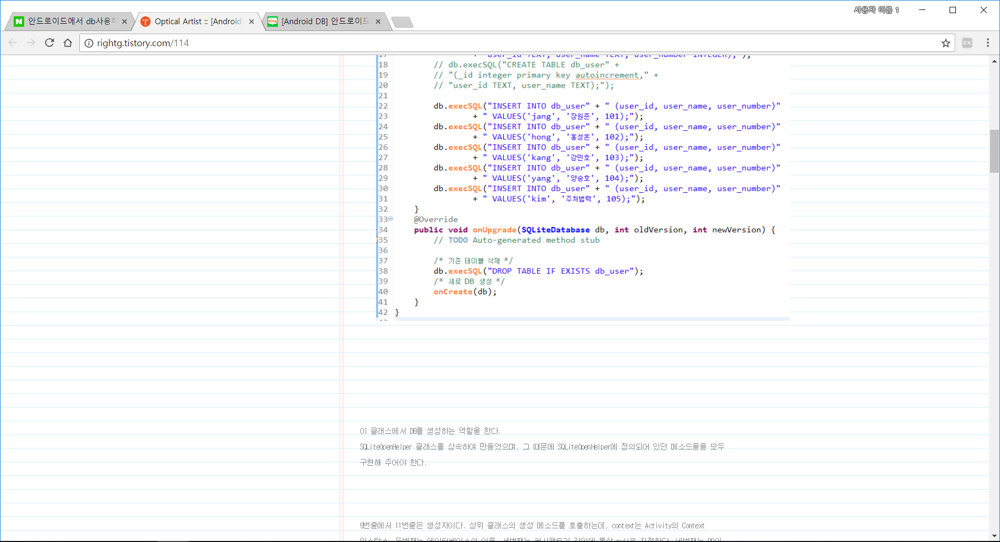 사용자 이름 1
안드로이드에서 db사용하
Optical Artist :: [Android]
[Android DB] 안드로이드
rightg.tistory.com/114
17 + "user_id TEXT, user_name TEXT, user_number INTEGER);");
18 // db.execSQL("CREATE TABLE db_user" +
19 // "(_id integer primary key autoincrement," +
20 // "user_id TEXT, user_name TEXT);");
21
22 db.execSQL("INSERT INTO db_user" + " (user_id, user_name, user_number)"
23 + " VALUES('jang', '장원준', 101);");
24 db.execSQL("INSERT INTO db_user" + " (user_id, user_name, user_number)"
25 + " VALUES('hong', '홍성흔', 102);");
26 db.execSQL("INSERT INTO db_user" + " (user_id, user_name, user_number)"
27 + " VALUES('kang', '강민호', 103);");
28 db.execSQL("INSERT INTO db_user" + " (user_id, user_name, user_number)"
29 + " VALUES('yang', '양승호', 104);");
30 db.execSQL("INSERT INTO db_user" + " (user_id, user_name, user_number)"
31 + " VALUES('kim', '주처법력', 105);");
32 }
33 @Override
34 public void onUpgrade(SQLiteDatabase db, int oldVersion, int newVersion) {
35 // TODO Auto-generated method stub
36
37 /* 기존 테이블 삭제 */
38 db.execSQL("DROP TABLE IF EXISTS db_user");
39 /* 새로 DB 생성 */
40 onCreate(db);
41 }
42 }
이 클래스에서 DB를 생성하는 역할을 한다.
SQLiteOpenHelper 클래스를 상속하여 만들었으며, 그 때문에 SQLiteOpenHelper에 정의되어 있던 메소드들을 모두
구현해 주어야 한다.
9번줄에서 11번줄은 생성자이다. 상위 클래스의 생성 메소드를 호출하는데, context는 Activity의 Context